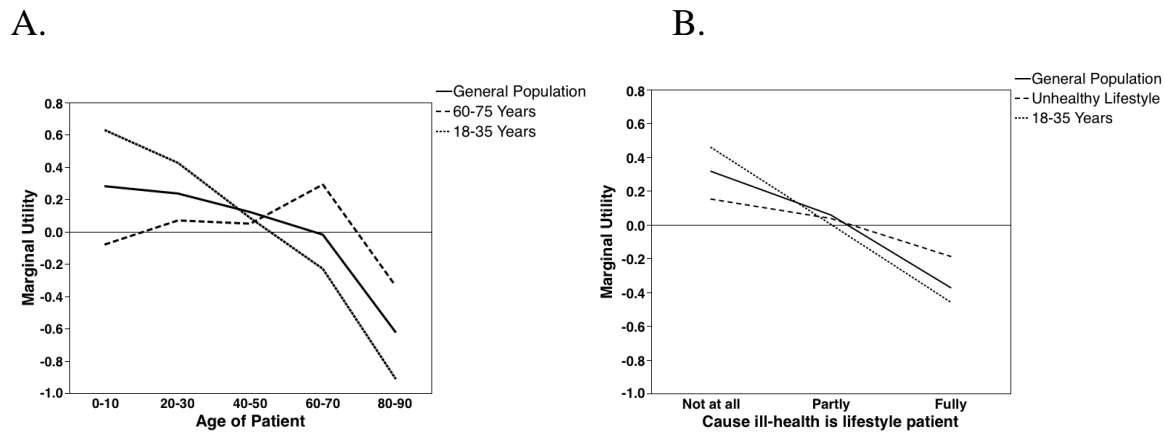 A.
General Population
60-75 Years
18-35 Years
Marginal Utility
0.8
0.6
0.4
0.2
0.0
-0.2
-0.4
-0.6
-0.8
-1.0
0-10 20-30 40-50 60-70 80-90
Age of Patient
B.
General Population
Unhealthy Lifestyle
18-35 Years
Marginal Utility
0.8
0.6
0.4
0.2
0.0
-0.2
-0.4
-0.6
-0.8
-1.0
Not at all Partly Fully
Cause ill-health is lifestyle patient